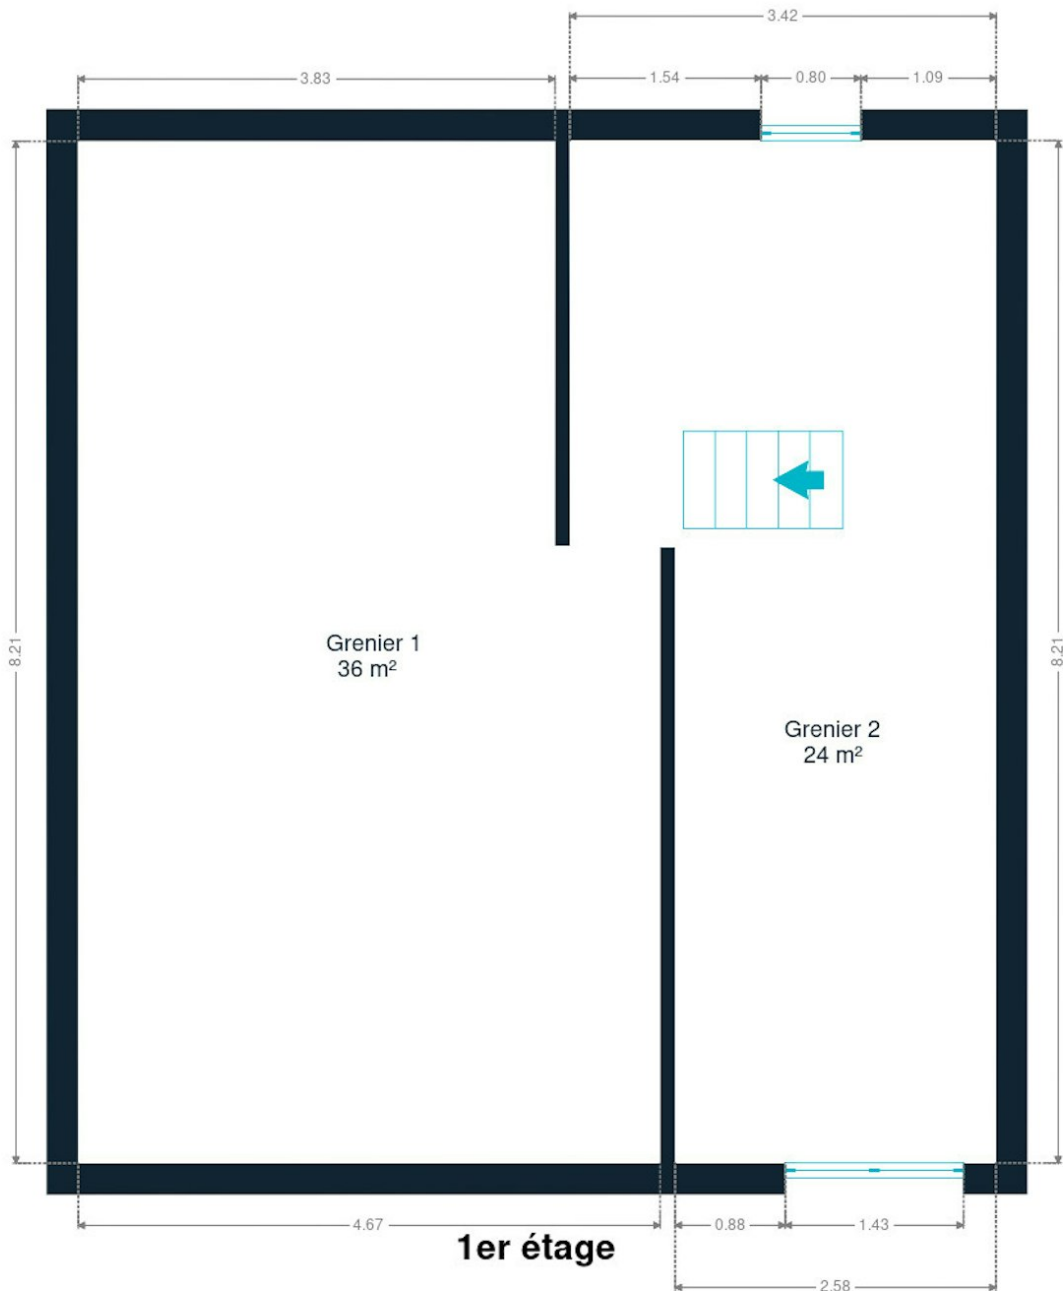 3.42
3.83
1.54
0.80
1.09
8.21
8.21
Grenier 1
36 m²
Grenier 2
24 m²
4.67
0.88
1.43
1er étage
2.58